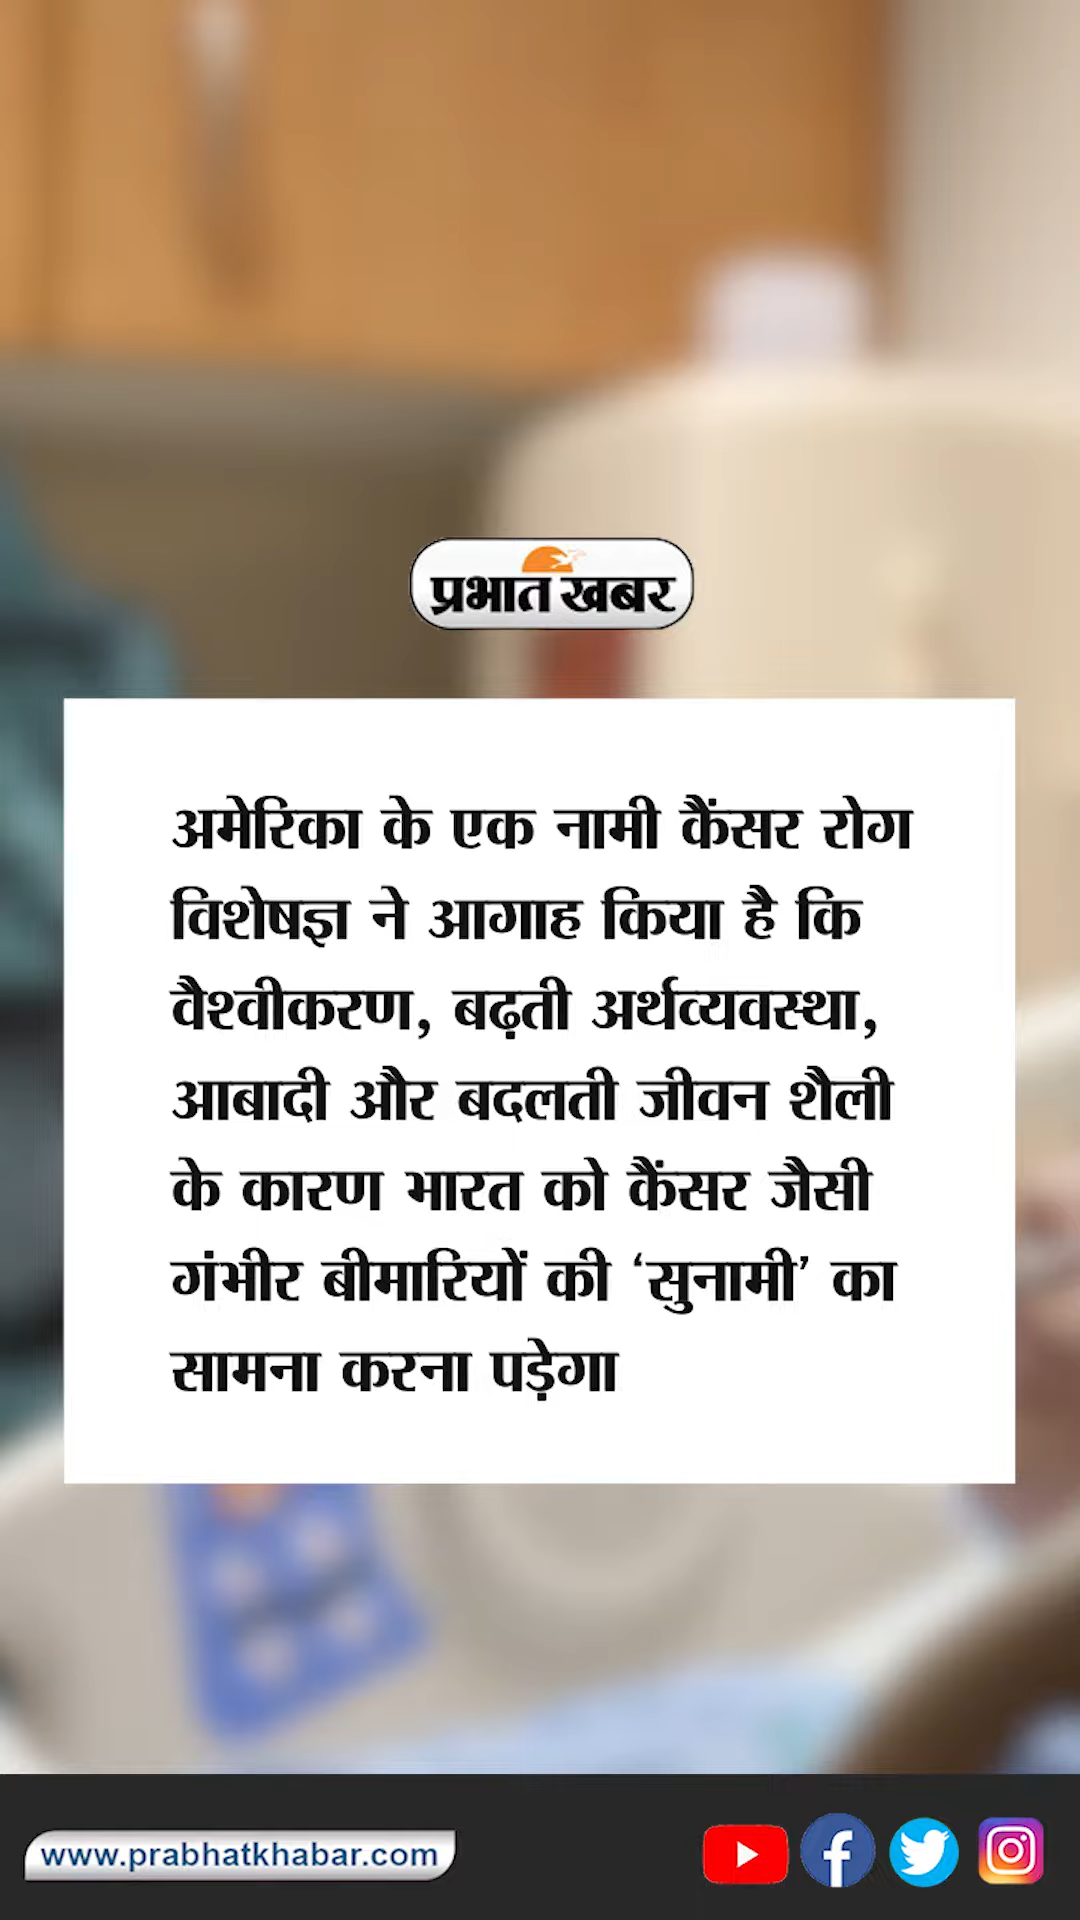 प्रभात खबर
अमेरिका के एक नामी कैंसर रोग
विशेषज्ञ ने आगाह किया है कि
वैश्वीकरण, बढ़ती अर्थव्यवस्था,
आबादी और बदलती जीवन शैली
के कारण भारत को कैंसर जैसी
गंभीर बीमारियों की ‘सुनामी’ का
सामना करना पड़ेगा
www.prabhatkhabar.com